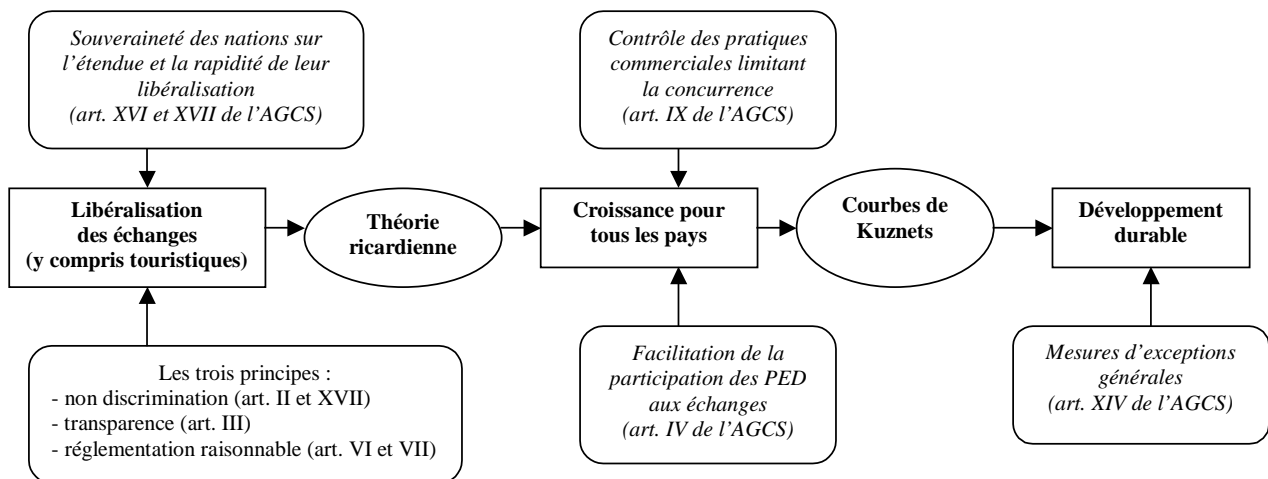 Souveraineté des nations sur
l'étendue et la rapidité de leur
libéralisation
(art. XVI et XVII de l'AGCS)
Contrôle des pratiques
commerciales limitant
la concurrence
(art. IX de l'AGCS)
Libéralisation
des échanges
(y compris touristiques)
Théorie
ricardienne
Croissance pour
tous les pays
Courbes de
Kuznets
Développement
durable
Les trois principes :
- non discrimination (art. II et XVII)
- transparence (art. III)
- réglementation raisonnable (art. VI et VII)
Facilitation de la
participation des PED
aux échanges
(art. IV de l'AGCS)
Mesures d'exceptions
générales
(art. XIV de l'AGCS)